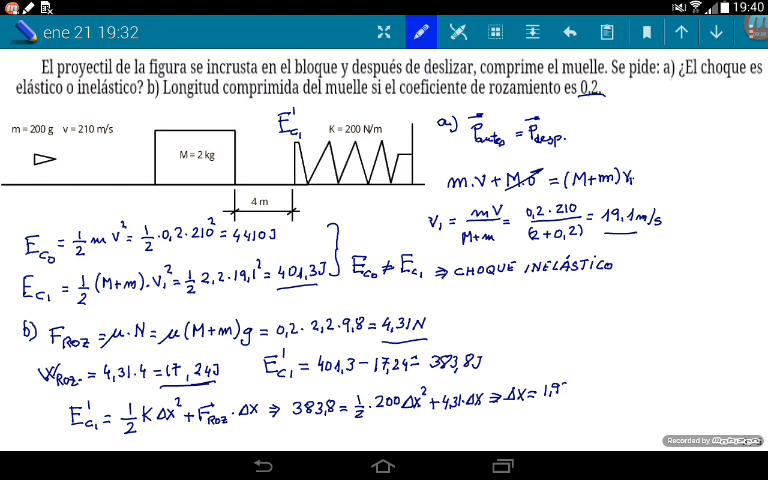 19:40
ene 21 19:32
El proyectil de la figura se incrusta en el bloque y después de deslizar, comprime el muelle. Se pide: a) ¿El choque es
elástico o inelástico? b) Longitud comprimida del muelle si el coeficiente de rozamiento es 0,2.
m = 200 g v = 210 m/s
M = 2 kg
E'c₁
K = 200 N/m
4 m
a) P⃗antes = P⃗desp.
m.V + M.0 = (M+m)V₁
V₁ = mV/(M+m) = 0,2.210/(2+0,2) = 19,1 m/s
Ec₀ = 1/2 m V² = 1/2 . 0,2 . 210² = 4410 J
Ec₁ = 1/2 (M+m).V₁² = 1/2 2,2.19,1² = 401,3 J
Ec₀ ≠ Ec₁ ⇒ CHOQUE INELÁSTICO
b) FROZ = μ.N = μ(M+m)g = 0,2.2,2.9,8 = 4,31 N
WROZ. = 4,31.4 = 17,24 J E'c₁ = 401,3 - 17,24 = 383,8 J
E'c₁ = 1/2 K Δx² + F⃗ROZ . Δx ⇒ 383,8 = 1/2 . 200 Δx² + 4,31.Δx ⇒ Δx = 1,9
Recorded by Mobizen